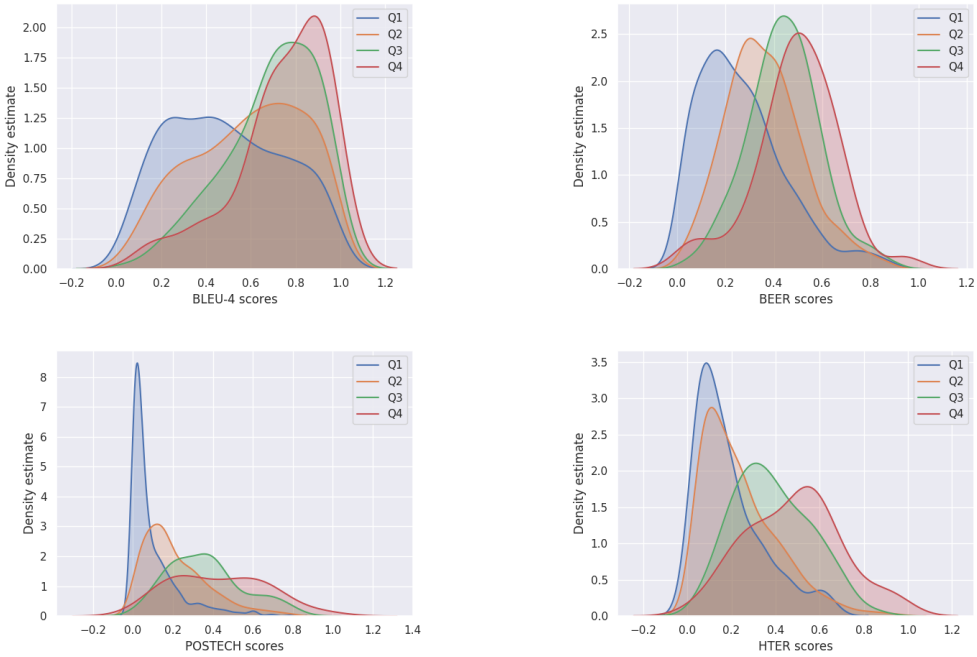 2.00
1.75
1.50
1.25
1.00
0.75
0.50
0.25
0.00
Density estimate
−0.2 0.0 0.2 0.4 0.6 0.8 1.0 1.2
BLEU-4 scores
Q1
Q2
Q3
Q4
2.5
2.0
1.5
1.0
0.5
0.0
Density estimate
−0.2 0.0 0.2 0.4 0.6 0.8 1.0 1.2
BEER scores
Q1
Q2
Q3
Q4
8
7
6
5
4
3
2
1
0
Density estimate
−0.2 0.0 0.2 0.4 0.6 0.8 1.0 1.2 1.4
POSTECH scores
Q1
Q2
Q3
Q4
3.5
3.0
2.5
2.0
1.5
1.0
0.5
0.0
Density estimate
−0.2 0.0 0.2 0.4 0.6 0.8 1.0 1.2
HTER scores
Q1
Q2
Q3
Q4